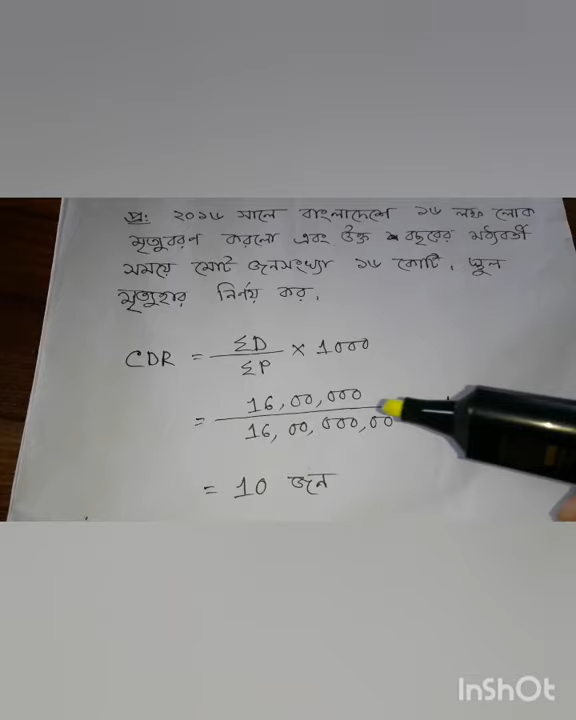 প্র: ২০১৬ সালে বাংলাদেশে ১৬ লক্ষ লোক
মৃত্যুবরণ করলো এবং উক্ত বছরের মধ্যবর্তী
সময়ে মোট জনসংখ্যা ১৬ কোটি। স্থূল
মৃত্যুহার নির্ণয় কর।
CDR = ΣD / ΣP × 1000
= 16,00,000 / 16,00,000,00
= 10 জন
InShOt